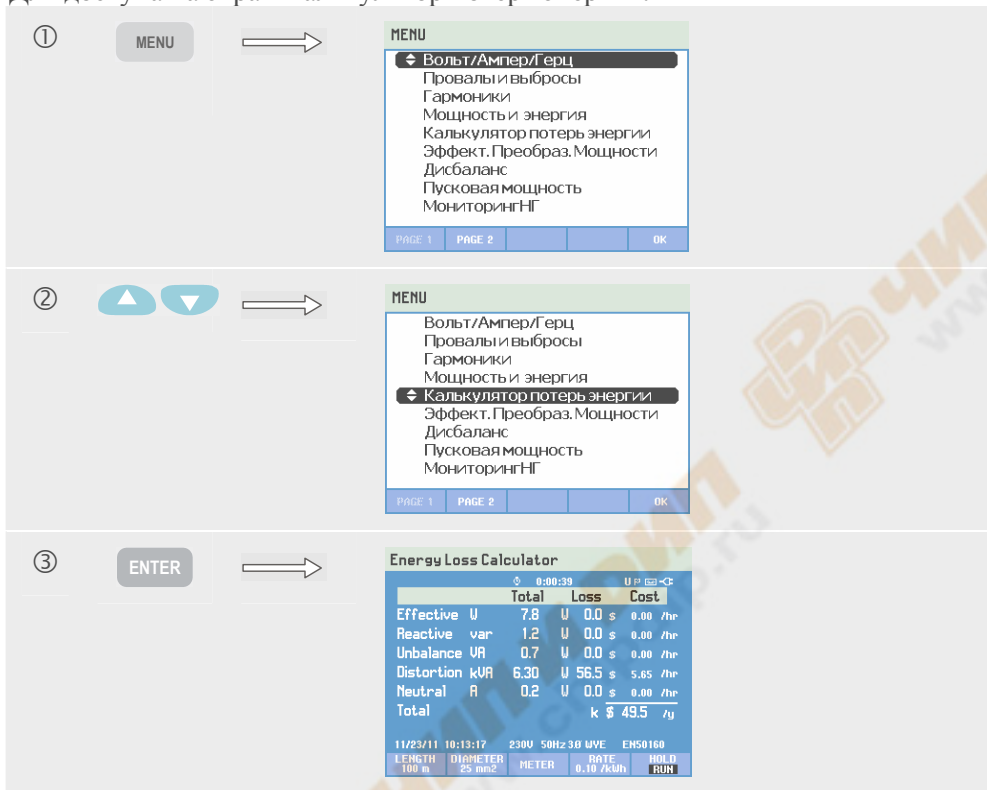 ① MENU
MENU
Вольт/Ампер/Герц
Провалы и выбросы
Гармоники
Мощность и энергия
Калькулятор потерь энергии
Эффект. Преобраз. Мощности
Дисбаланс
Пусковая мощность
МониторингНГ
PAGE 1 PAGE 2 OK
②
MENU
Вольт/Ампер/Герц
Провалы и выбросы
Гармоники
Мощность и энергия
Калькулятор потерь энергии
Эффект. Преобраз. Мощности
Дисбаланс
Пусковая мощность
МониторингНГ
PAGE 1 PAGE 2 OK
③ ENTER
Energy Loss Calculator
0:00:39
Total Loss Cost
Effective W 7.8 W 0.0 $ 0.00 /hr
Reactive var 1.2 W 0.0 $ 0.00 /hr
Unbalance VA 0.7 W 0.0 $ 0.00 /hr
Distortion kVA 6.30 W 56.5 $ 5.65 /hr
Neutral A 0.2 W 0.0 $ 0.00 /hr
Total k $ 49.5 /y
11/23/11 10:13:17 230V 50Hz 3Ø WYE EN50160
LENGTH DIAMETER METER RATE HOLD
100 m 25 mm2 0.10 /kWh RUN